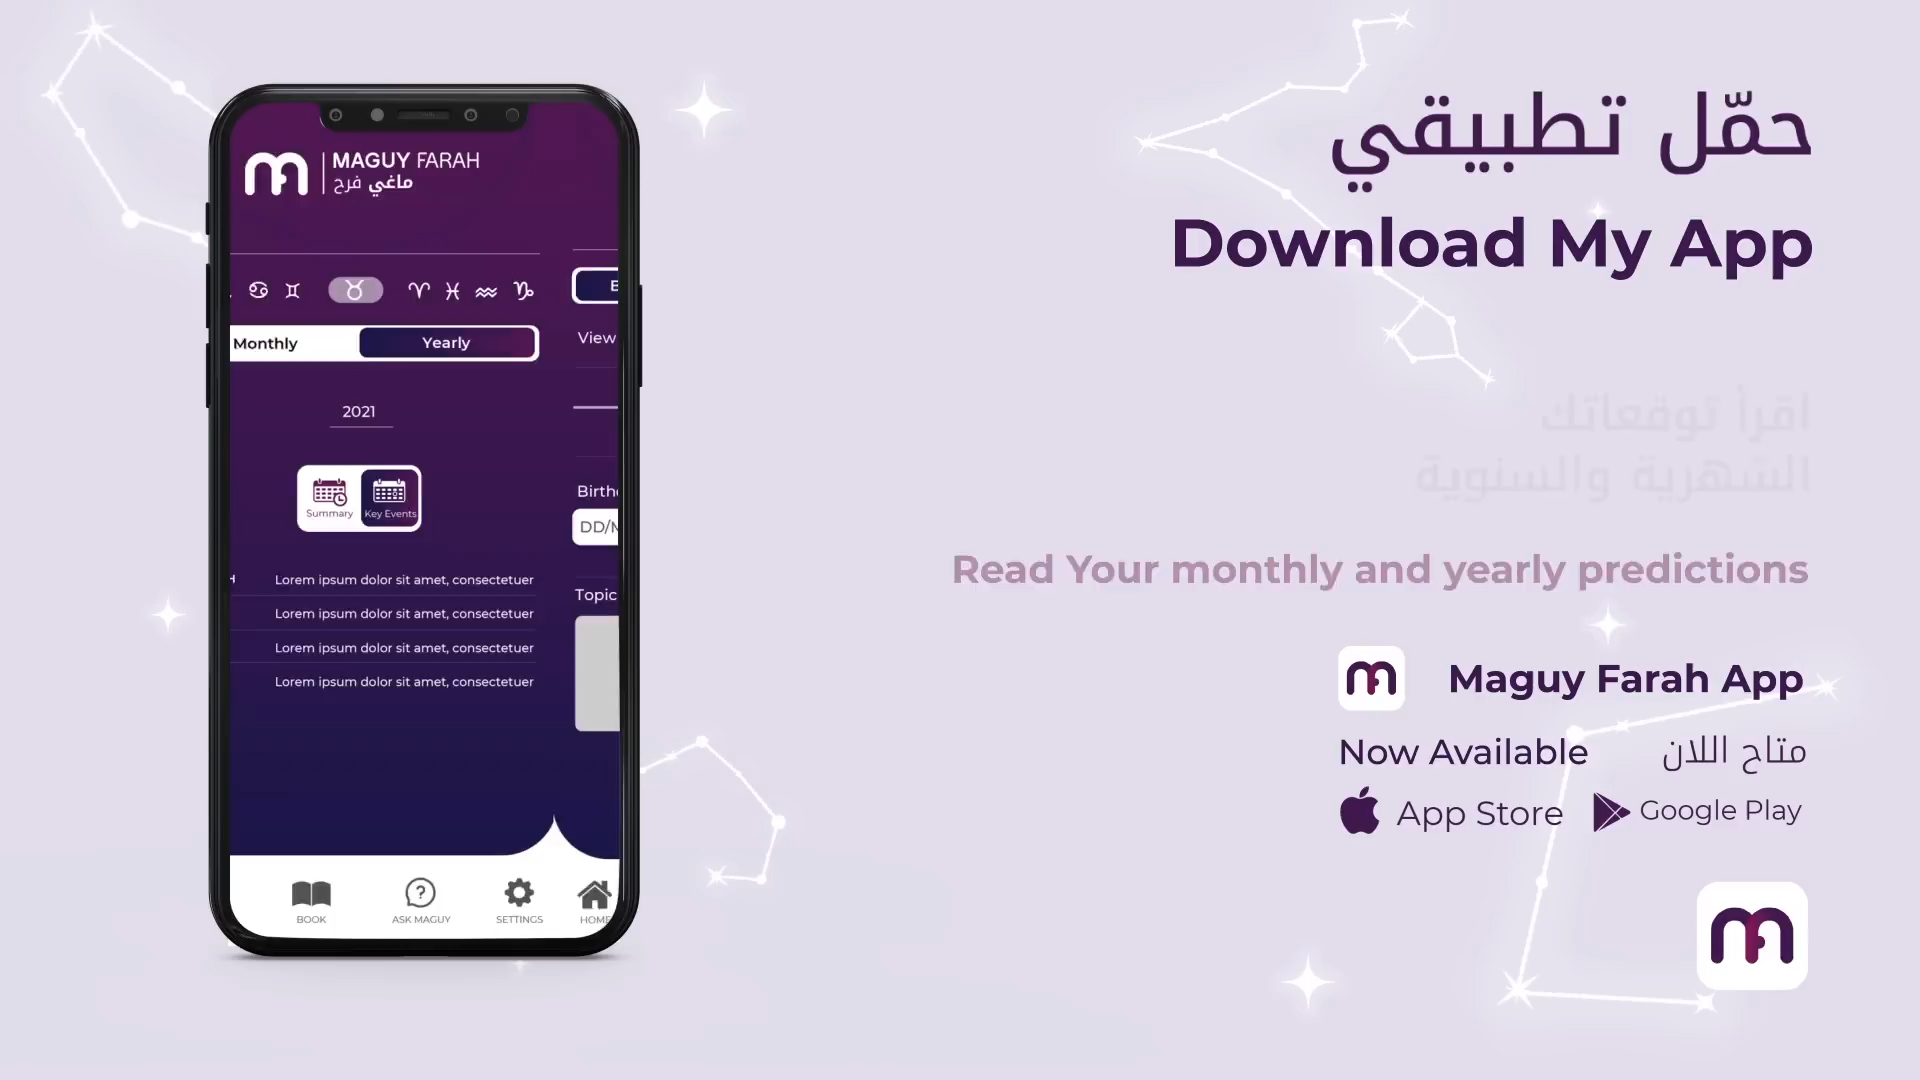 MAGUY FARAH
ماغي فرح
Monthly
Yearly
2021
Summary
Key Events
Lorem ipsum dolor sit amet, consectetuer
Lorem ipsum dolor sit amet, consectetuer
Lorem ipsum dolor sit amet, consectetuer
Lorem ipsum dolor sit amet, consectetuer
View
DD/M
Topic
BOOK
ASK MAGUY
SETTINGS
HOME
حمّل تطبيقي
Download My App
اقرأ توقعاتك
الشهرية والسنوية
Read Your monthly and yearly predictions
Maguy Farah App
Now Available متاح اللان
App Store Google Play